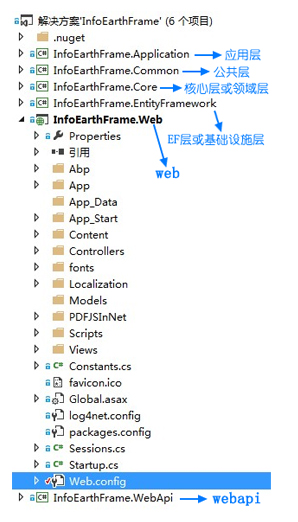 解决方案'InfoEarthFrame' (6 个项目)
.nuget
InfoEarthFrame.Application 应用层
InfoEarthFrame.Common 公共层
InfoEarthFrame.Core 核心层或领域层
InfoEarthFrame.EntityFramework
EF层或基础设施层
InfoEarthFrame.Web
web
Properties
引用
Abp
App
App_Data
App_Start
Content
Controllers
fonts
Localization
Models
PDFJSInNet
Scripts
Views
Constants.cs
favicon.ico
Global.asax
log4net.config
packages.config
Sessions.cs
Startup.cs
Web.config
InfoEarthFrame.WebApi webapi